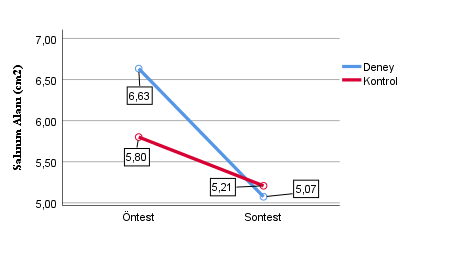 Salınım Alanı (cm2)
7,00
6,50
6,00
5,50
5,00
6,63
5,80
5,21
5,07
Öntest
Sontest
Deney
Kontrol